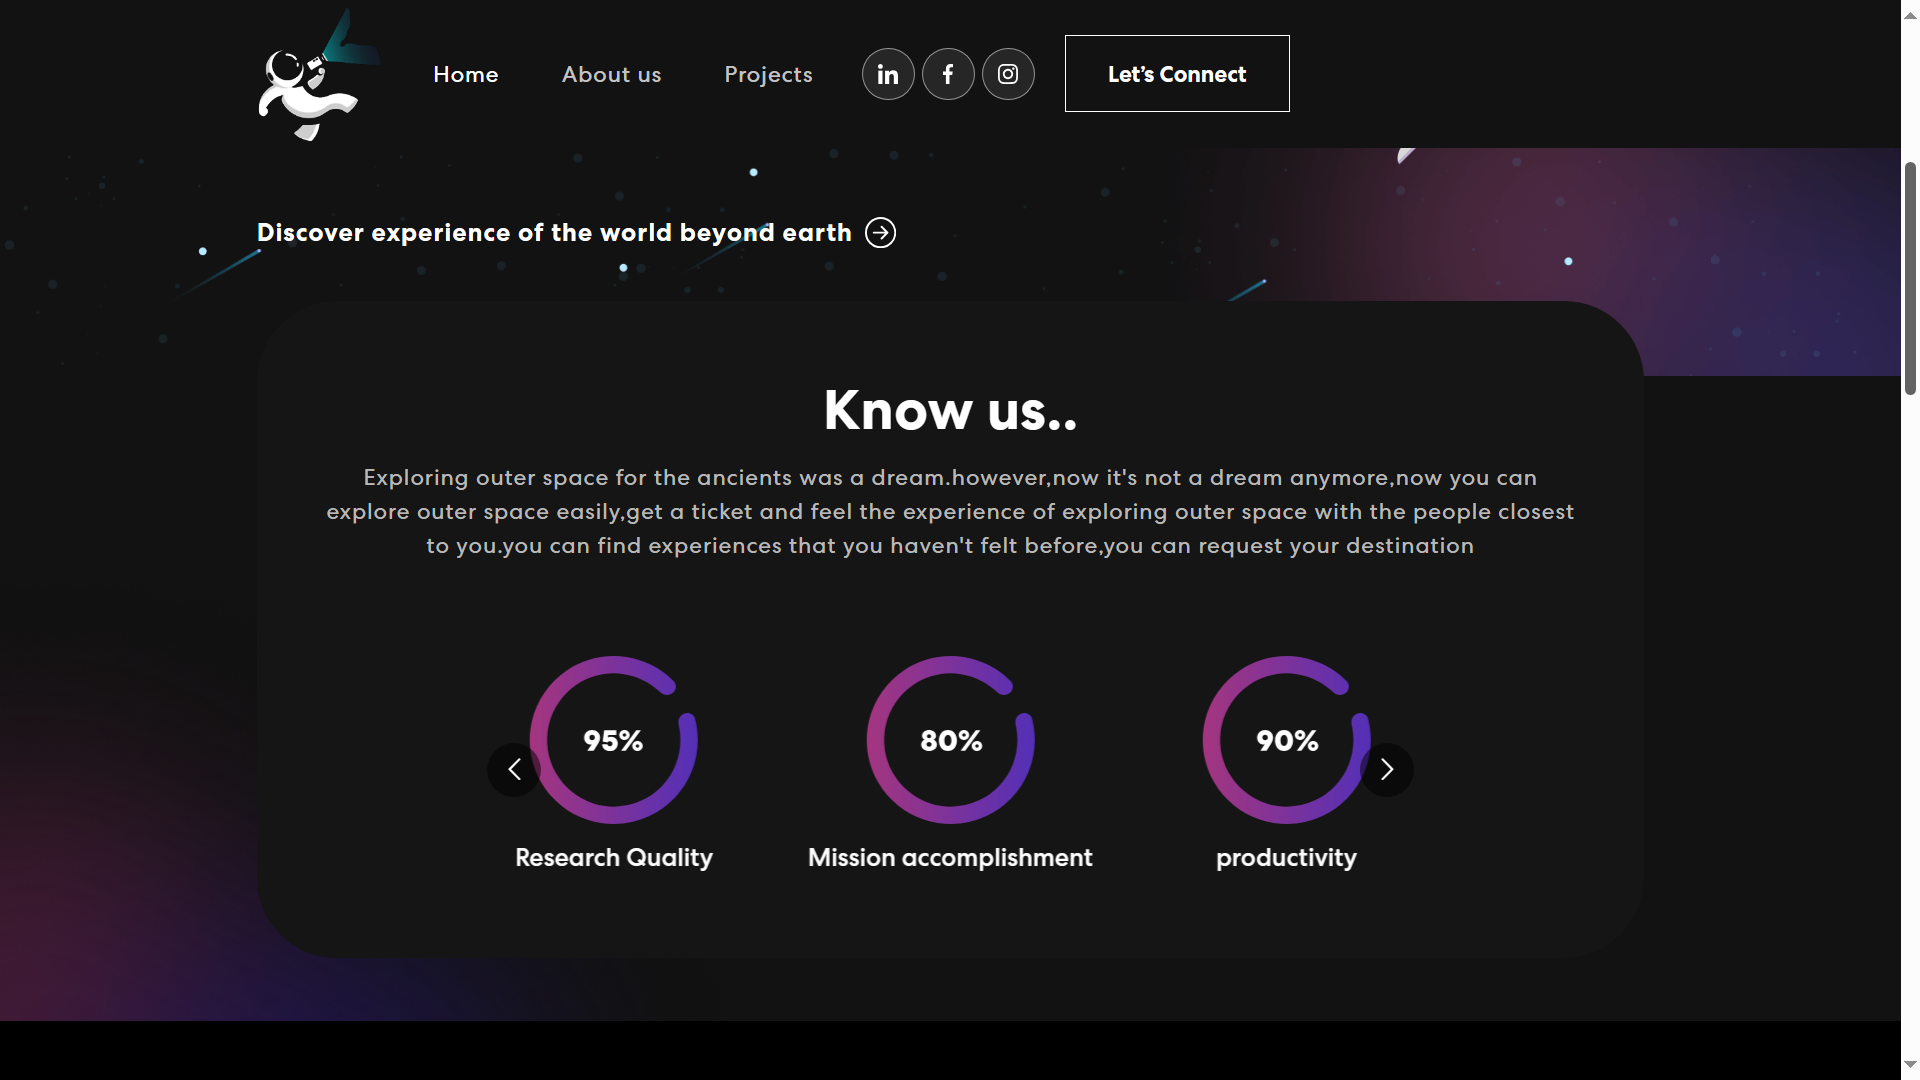 Home
About us
Projects
Let's Connect
Discover experience of the world beyond earth
Know us..
Exploring outer space for the ancients was a dream.however,now it's not a dream anymore,now you can
explore outer space easily,get a ticket and feel the experience of exploring outer space with the people closest
to you.you can find experiences that you haven't felt before,you can request your destination
95%
80%
90%
Research Quality
Mission accomplishment
productivity